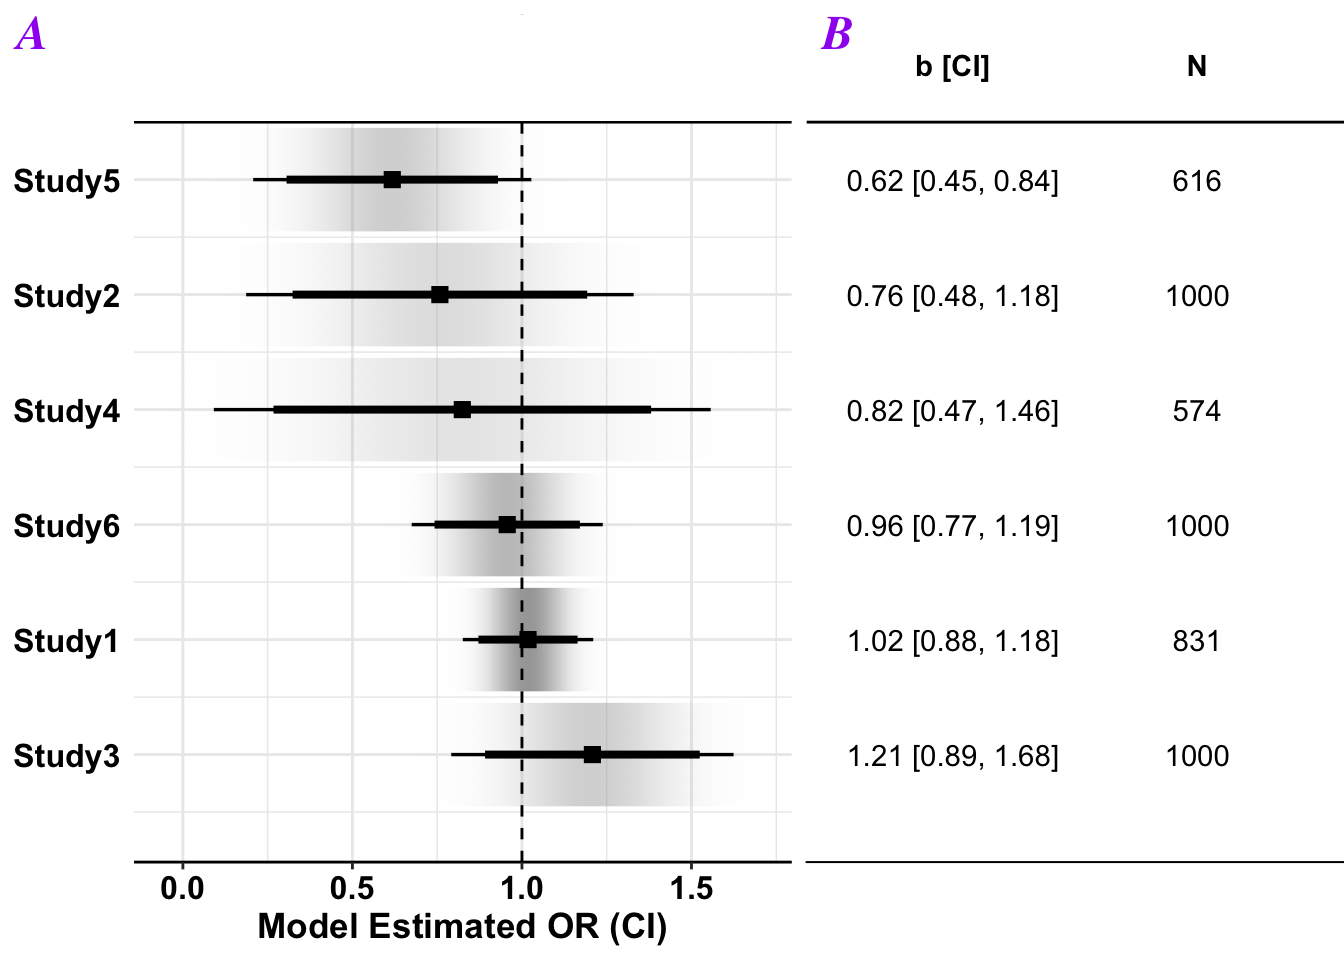 A
B
b [CI] N
Study5 0.62 [0.45, 0.84] 616
Study2 0.76 [0.48, 1.18] 1000
Study4 0.82 [0.47, 1.46] 574
Study6 0.96 [0.77, 1.19] 1000
Study1 1.02 [0.88, 1.18] 831
Study3 1.21 [0.89, 1.68] 1000
0.0 0.5 1.0 1.5
Model Estimated OR (CI)